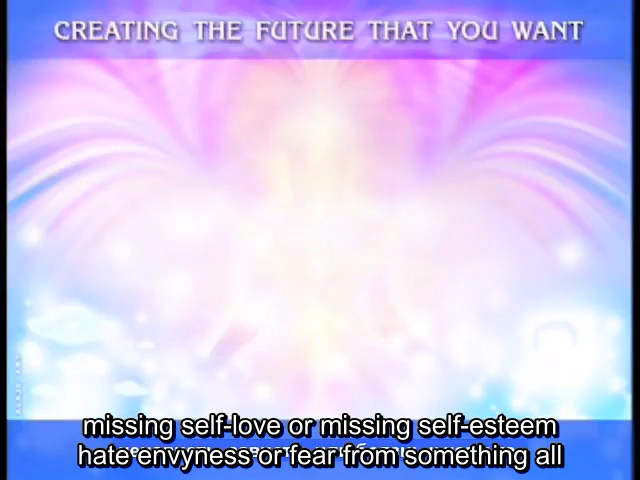 CREATING THE FUTURE THAT YOU WANT
missing self-love or missing self-esteem
hate envyness or fear from something all